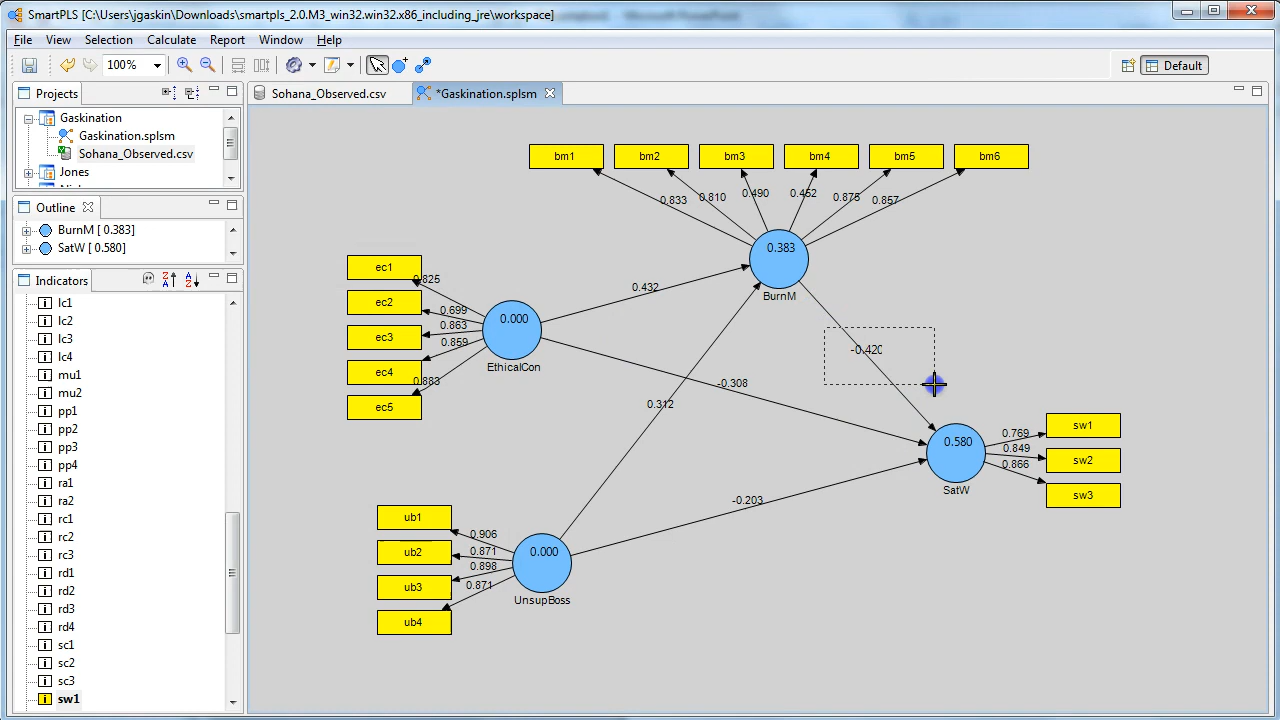 SmartPLS [C:\Users\jgaskin\Downloads\smartpls_2.0.M3_win32.win32.x86_including_jre\workspace]
File View Selection Calculate Report Window Help
100%
Default
Projects
Gaskination
Gaskination.splsm
Sohana_Observed.csv
Jones
Outline
BurnM [ 0.383]
SatW [ 0.580]
Indicators
lc1
lc2
lc3
lc4
mu1
mu2
pp1
pp2
pp3
pp4
ra1
ra2
rc1
rc2
rc3
rd1
rd2
rd3
rd4
sc1
sc2
sc3
sw1
Sohana_Observed.csv
*Gaskination.splsm
bm1 bm2 bm3 bm4 bm5 bm6
0.833 0.810 0.490 0.452 0.875 0.857
0.383
BurnM
ec1
ec2
ec3
ec4
ec5
0.825
0.699
0.863
0.859
0.883
0.000
EthicalCon
0.432
-0.420
-0.308
0.312
-0.203
0.580
SatW
0.769
0.849
0.866
sw1
sw2
sw3
ub1
ub2
ub3
ub4
0.906
0.871
0.898
0.871
0.000
UnsupBoss